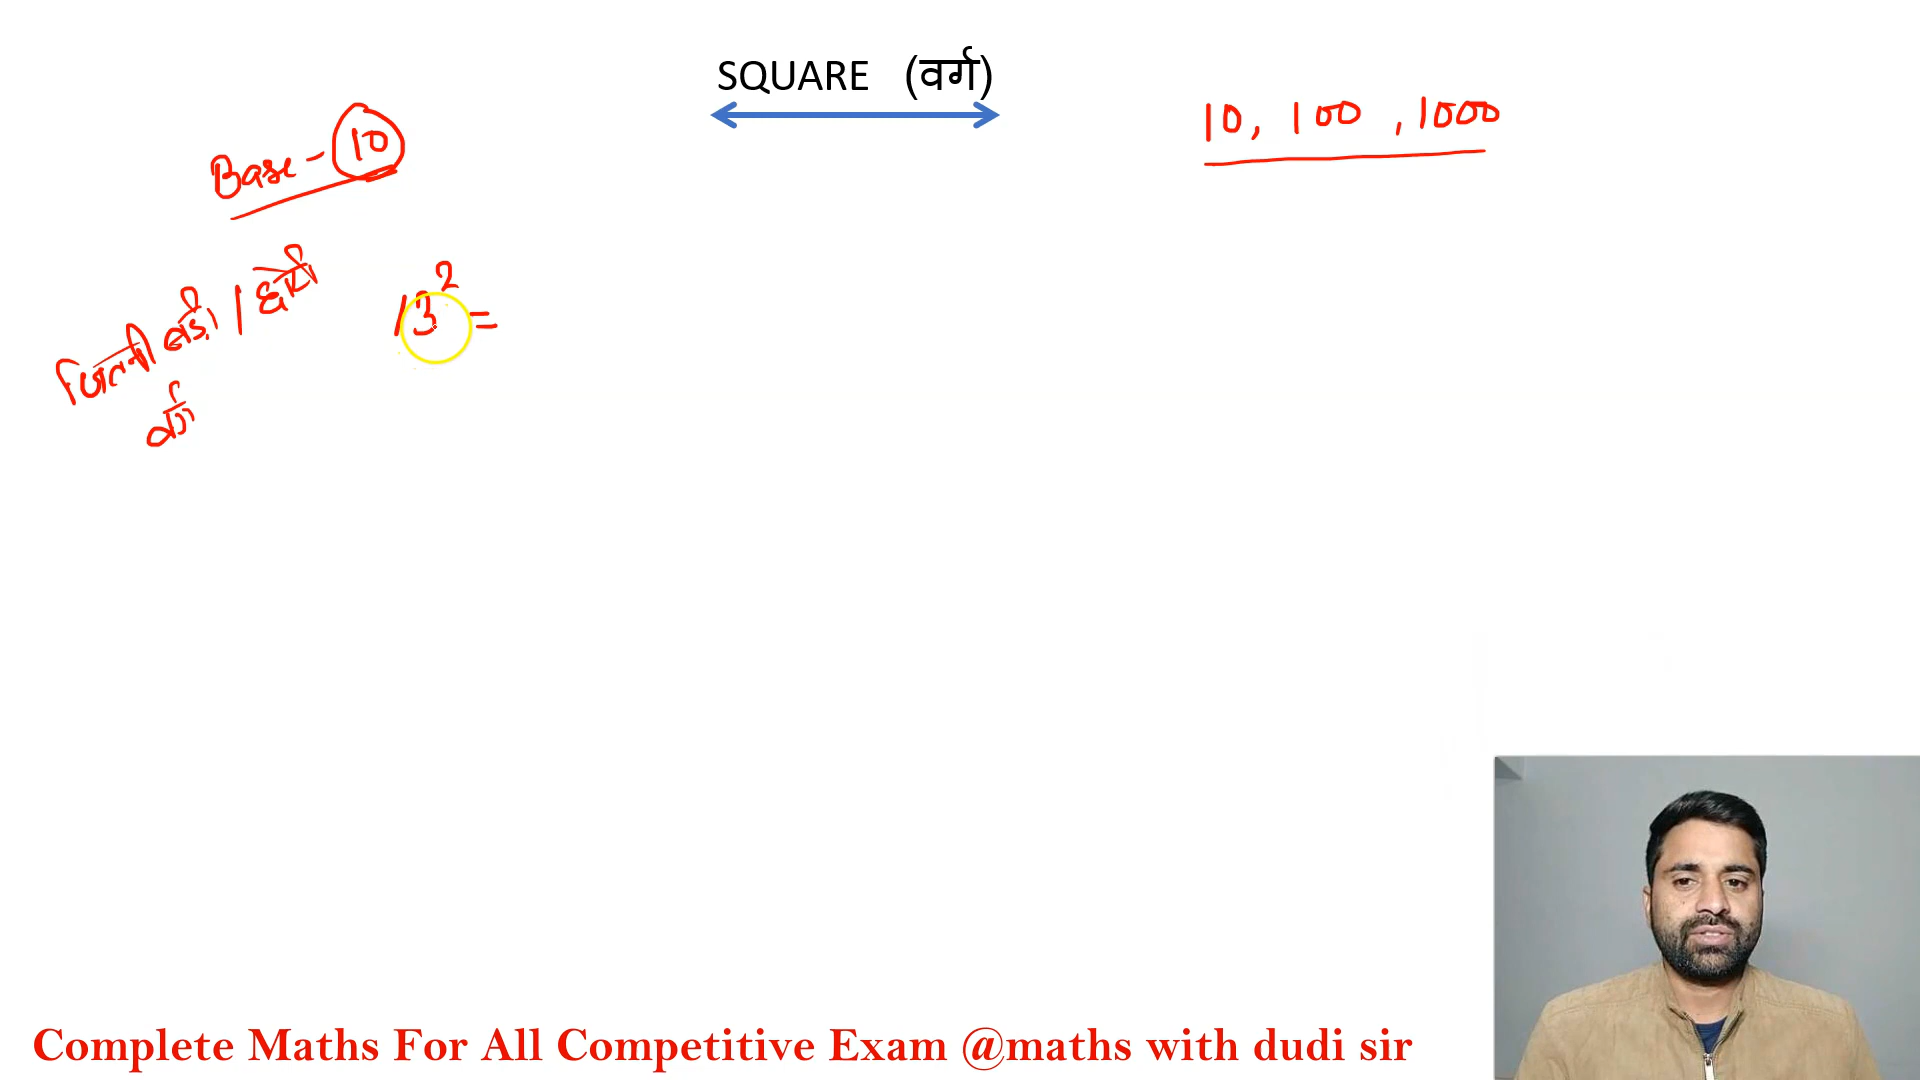 SQUARE (वर्ग)
10, 100, 1000
Base - 10
जितनी बड़ी / छोटी
वर्ग
13² =
Complete Maths For All Competitive Exam @maths with dudi sir